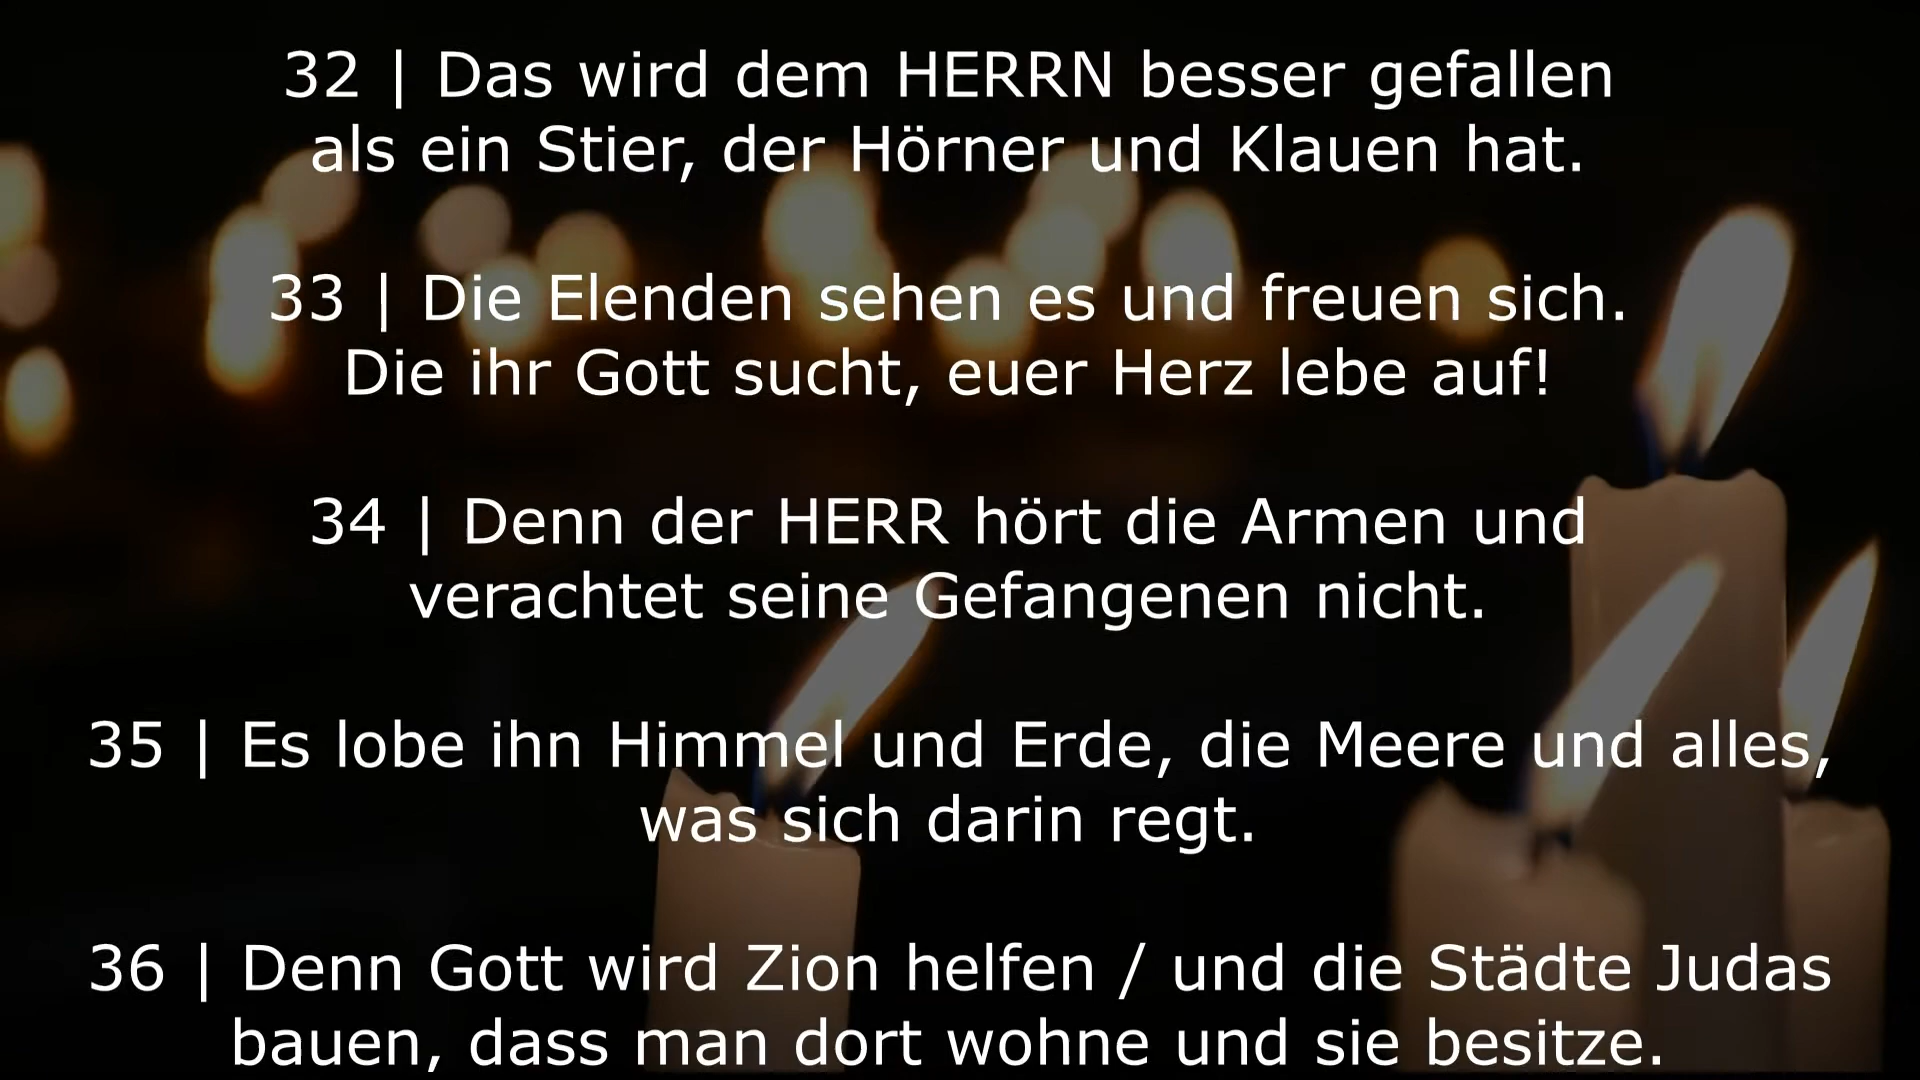 32 | Das wird dem HERRN besser gefallen
als ein Stier, der Hörner und Klauen hat.
33 | Die Elenden sehen es und freuen sich.
Die ihr Gott sucht, euer Herz lebe auf!
34 | Denn der HERR hört die Armen und
verachtet seine Gefangenen nicht.
35 | Es lobe ihn Himmel und Erde, die Meere und alles,
was sich darin regt.
36 | Denn Gott wird Zion helfen / und die Städte Judas
bauen, dass man dort wohne und sie besitze.